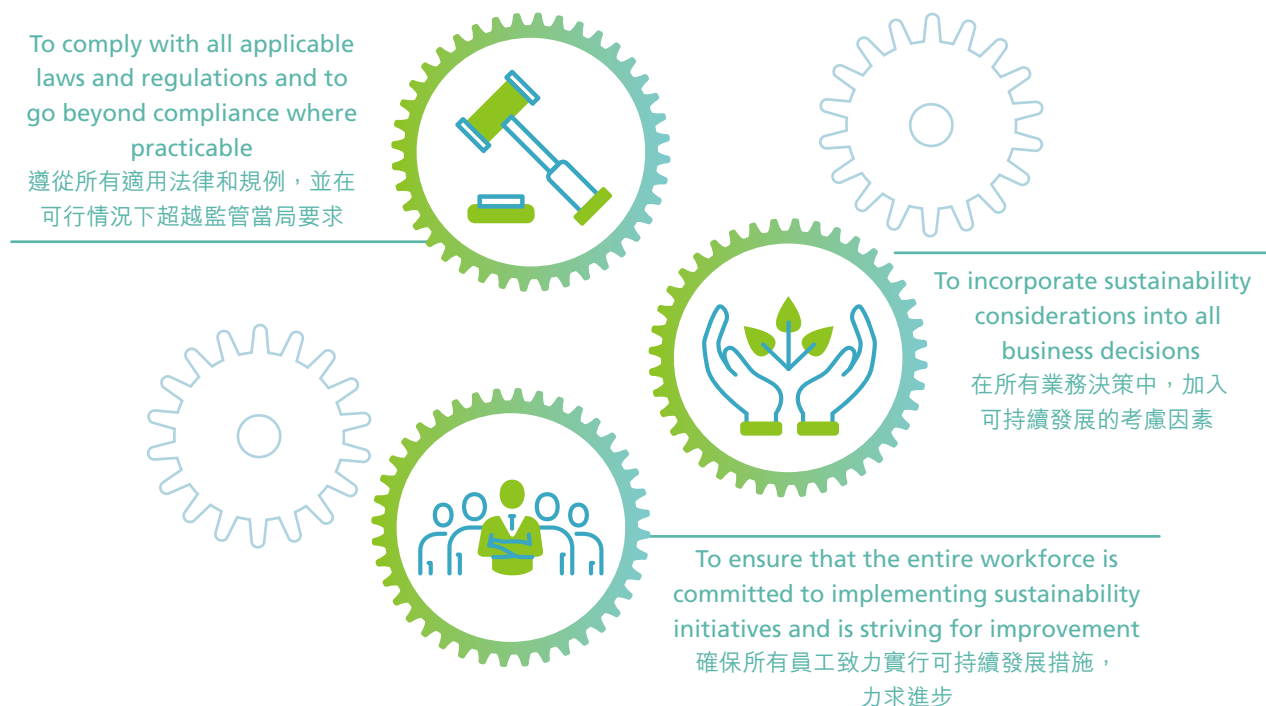 To comply with all applicable
laws and regulations and to
go beyond compliance where
practicable
遵從所有適用法律和規例，並在
可行情況下超越監管當局要求
To incorporate sustainability
considerations into all
business decisions
在所有業務決策中，加入
可持續發展的考慮因素
To ensure that the entire workforce is
committed to implementing sustainability
initiatives and is striving for improvement
確保所有員工致力實行可持續發展措施，
力求進步